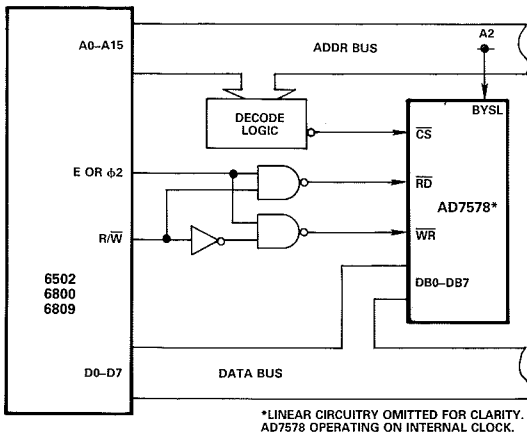 A0–A15
ADDR BUS
A2
BYSL
DECODE
LOGIC
CS
E OR ϕ2
RD
AD7578*
R/W
WR
6502
6800
6809
DB0–DB7
D0–D7
DATA BUS
*LINEAR CIRCUITRY OMITTED FOR CLARITY.
AD7578 OPERATING ON INTERNAL CLOCK.